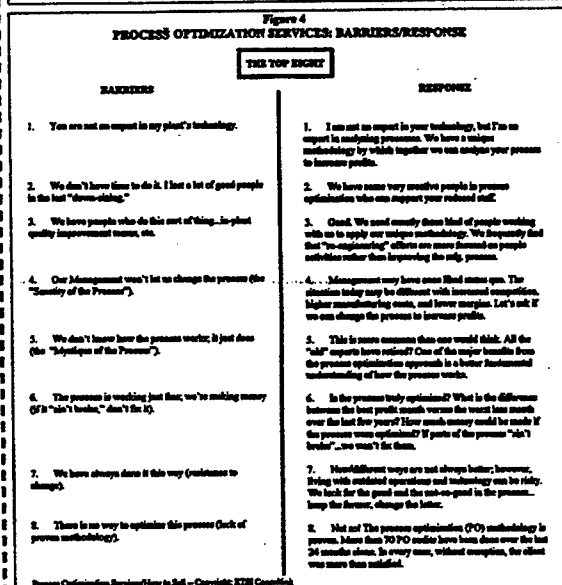 Figure 4
PROCESS OPTIMIZATION SERVICES: BARRIERS/RESPONSE
THE TOP EIGHT
BARRIERS
1. You are not an expert in my plant's technology.
2. We don't have time to do it. I lost a lot of good people
in the last "down-sizing."
3. We have people who do this sort of thing...in-plant
quality improvement teams, etc.
4. Our Management won't let us change the process (the
"Sanctity of the Process").
5. We don't know how the process works; it just does
(the "Mystique of the Process").
6. The process is working just fine; we're making money
(if it "ain't broke," don't fix it).
7. We have always done it this way (resistance to
change).
8. There is no way to optimize this process (lack of
proven methodology).
RESPONSE
1. I am not an expert in your technology, but I'm an
expert in analyzing processes. We have a unique
methodology by which together we can analyze your process
to increase profits.
2. We have some very creative people in process
optimization who can support your reduced staff.
3. Good. We need exactly those kind of people working
with us to apply our unique methodology. We frequently find
that "re-engineering" efforts are more focused on people
activities rather than improving the process.
4. Management may have once liked status quo. The
situation today may be different with increased competition,
higher manufacturing costs, and lower margins. Let's ask if
we can change the process to increase profits.
5. This is more common than one would think. All the
"old" experts have retired? One of the major benefits from
the process optimization approach is a better fundamental
understanding of how the process works.
6. Is the process truly optimized? What is the difference
between the best profit month versus the worst loss month
over the last few years? How much money could be made if
the process were optimized? If parts of the process "ain't
broke"...we won't fix them.
7. New/different ways are not always better; however,
living with outdated operations and technology can be risky.
We look for the good and the not-so-good in the process...
keep the former, change the latter.
8. Not so! The process optimization (PO) methodology is
proven. More than 70 PO audits have been done over the last
24 months alone. In every case, without exception, the client
was more than satisfied.
Process Optimization Services/How to Sell – Copyright